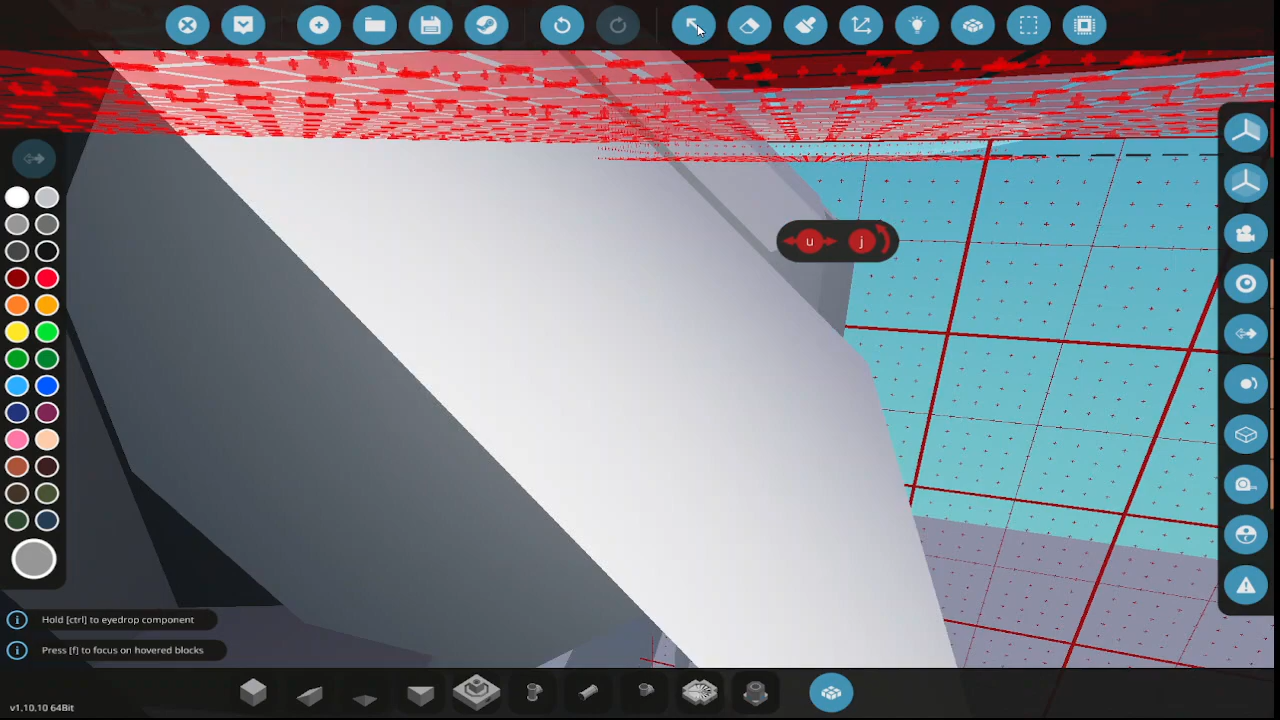 u j
Hold [ctrl] to eyedrop component
Press [f] to focus on hovered blocks
v1.10.10 64Bit